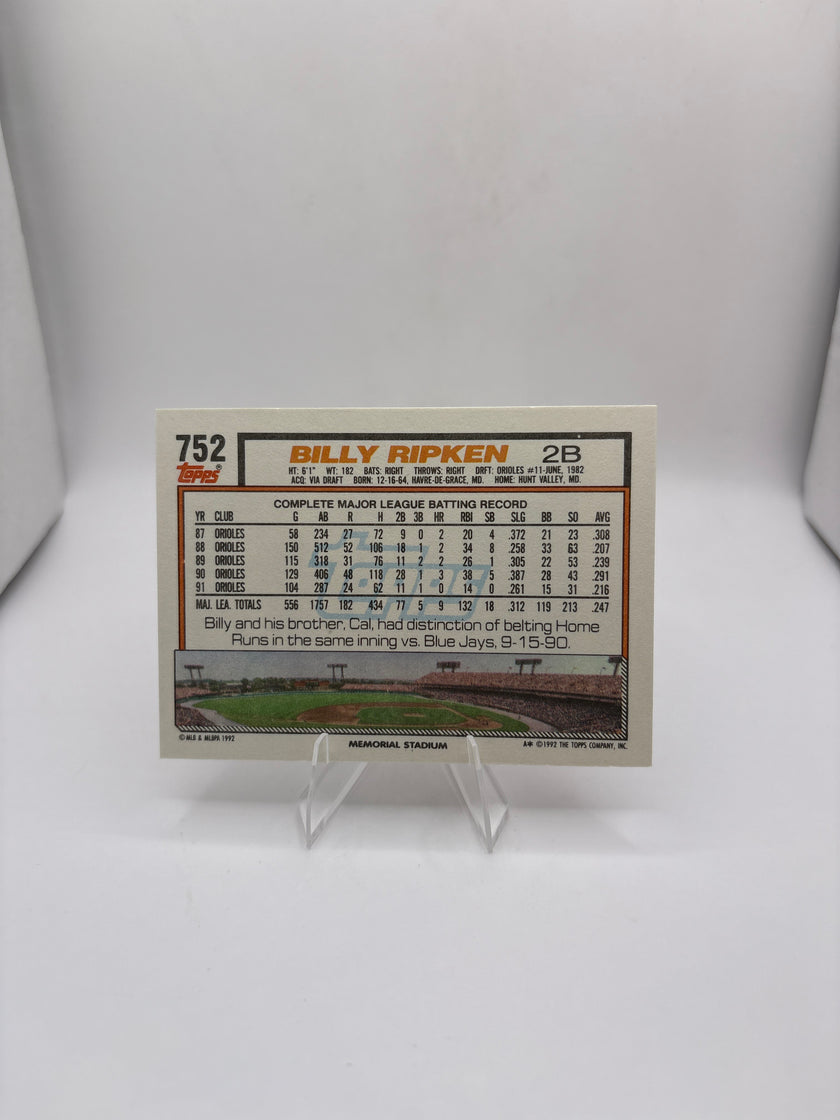 752
Topps®
BILLY RIPKEN 2B
HT: 6'1" WT: 182 BATS: RIGHT THROWS: RIGHT DRFT: ORIOLES #11-JUNE, 1982
ACQ: VIA DRAFT BORN: 12-16-64, HAVRE-DE-GRACE, MD. HOME: HUNT VALLEY, MD.
COMPLETE MAJOR LEAGUE BATTING RECORD
YR CLUB G AB R H 2B 3B HR RBI SB SLG BB SO AVG
87 ORIOLES 58 234 27 72 9 0 2 20 4 .372 21 23 .308
88 ORIOLES 150 512 52 106 18 1 2 34 8 .258 33 63 .207
89 ORIOLES 115 318 31 76 11 2 2 26 1 .305 22 53 .239
90 ORIOLES 129 406 48 118 28 1 3 38 5 .387 28 43 .291
91 ORIOLES 104 287 24 62 11 1 0 14 0 .261 15 31 .216
MAJ. LEA. TOTALS 556 1757 182 434 77 5 9 132 18 .312 119 213 .247
Topps
Billy and his brother, Cal, had distinction of belting Home
Runs in the same inning vs. Blue Jays, 9-15-90.
© MLB & MLBPA 1992
MEMORIAL STADIUM
A* © 1992 THE TOPPS COMPANY, INC.